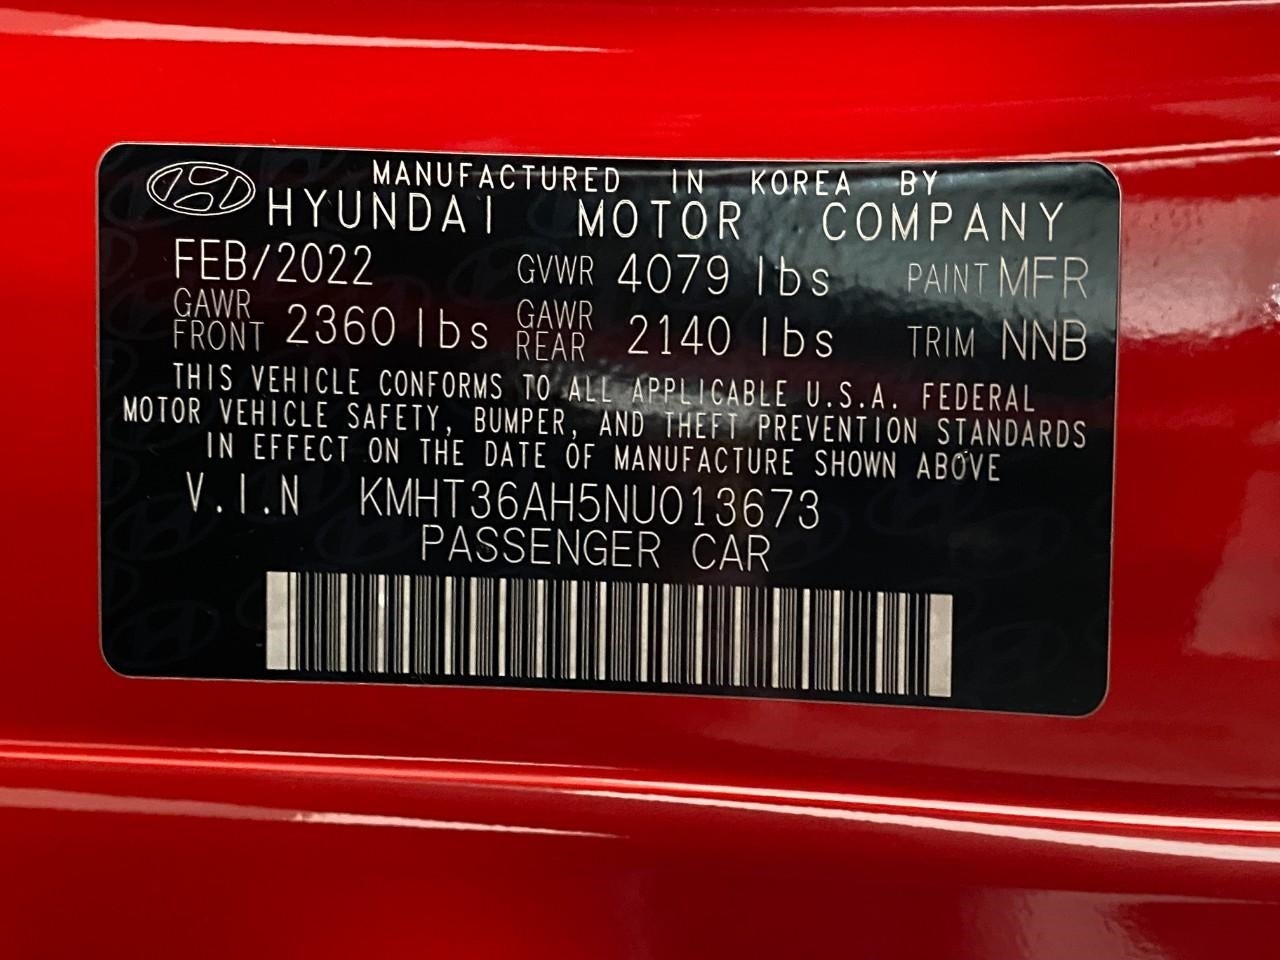 MANUFACTURED IN KOREA BY
HYUNDAI MOTOR COMPANY
FEB/2022 GVWR 4079 lbs PAINT MFR
GAWR FRONT 2360 lbs GAWR REAR 2140 lbs TRIM NNB
THIS VEHICLE CONFORMS TO ALL APPLICABLE U.S.A. FEDERAL
MOTOR VEHICLE SAFETY, BUMPER, AND THEFT PREVENTION STANDARDS
IN EFFECT ON THE DATE OF MANUFACTURE SHOWN ABOVE
V.I.N KMHT36AH5NU013673
PASSENGER CAR